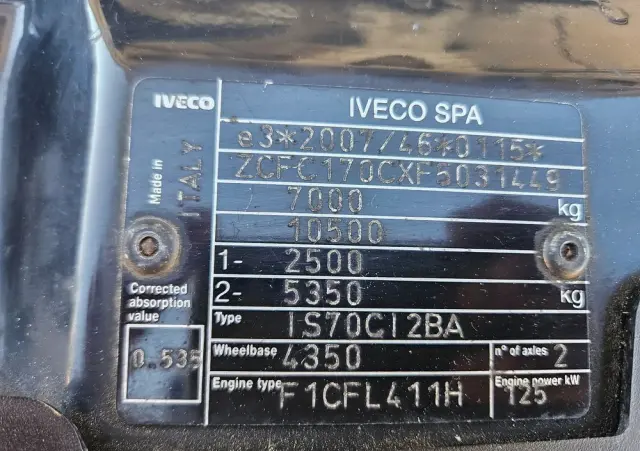 IVECO IVECO SPA
e3*2007/46*0115*
ZCFC170CXF5031449
Made in ITALY
7000 kg
10500
1- 2500
2- 5350 kg
Corrected absorption value
0.535
Type IS70CI2BA
Wheelbase 4350 n° of axles 2
Engine type F1CFL411H Engine power kW 125